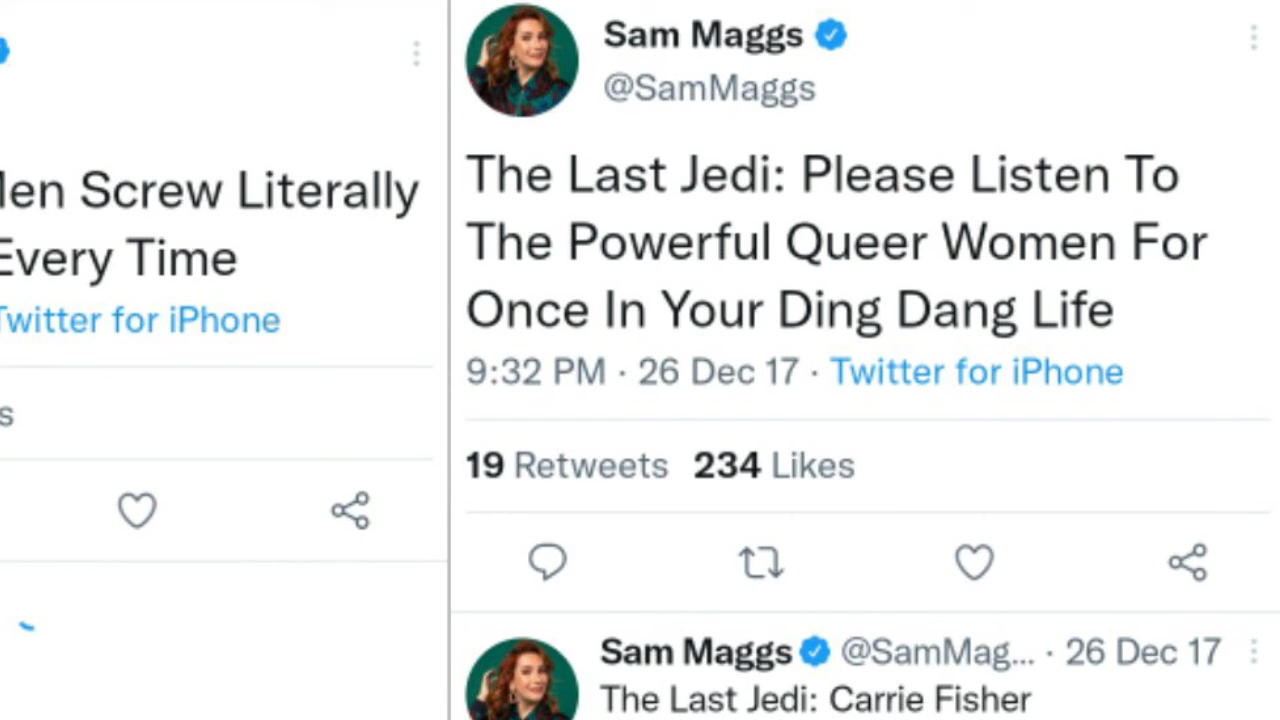 Screw Literally
Every Time
Twitter for iPhone
s
Sam Maggs
@SamMaggs
The Last Jedi: Please Listen To
The Powerful Queer Women For
Once In Your Ding Dang Life
9:32 PM · 26 Dec 17 · Twitter for iPhone
19 Retweets 234 Likes
Sam Maggs @SamMag... · 26 Dec 17
The Last Jedi: Carrie Fisher